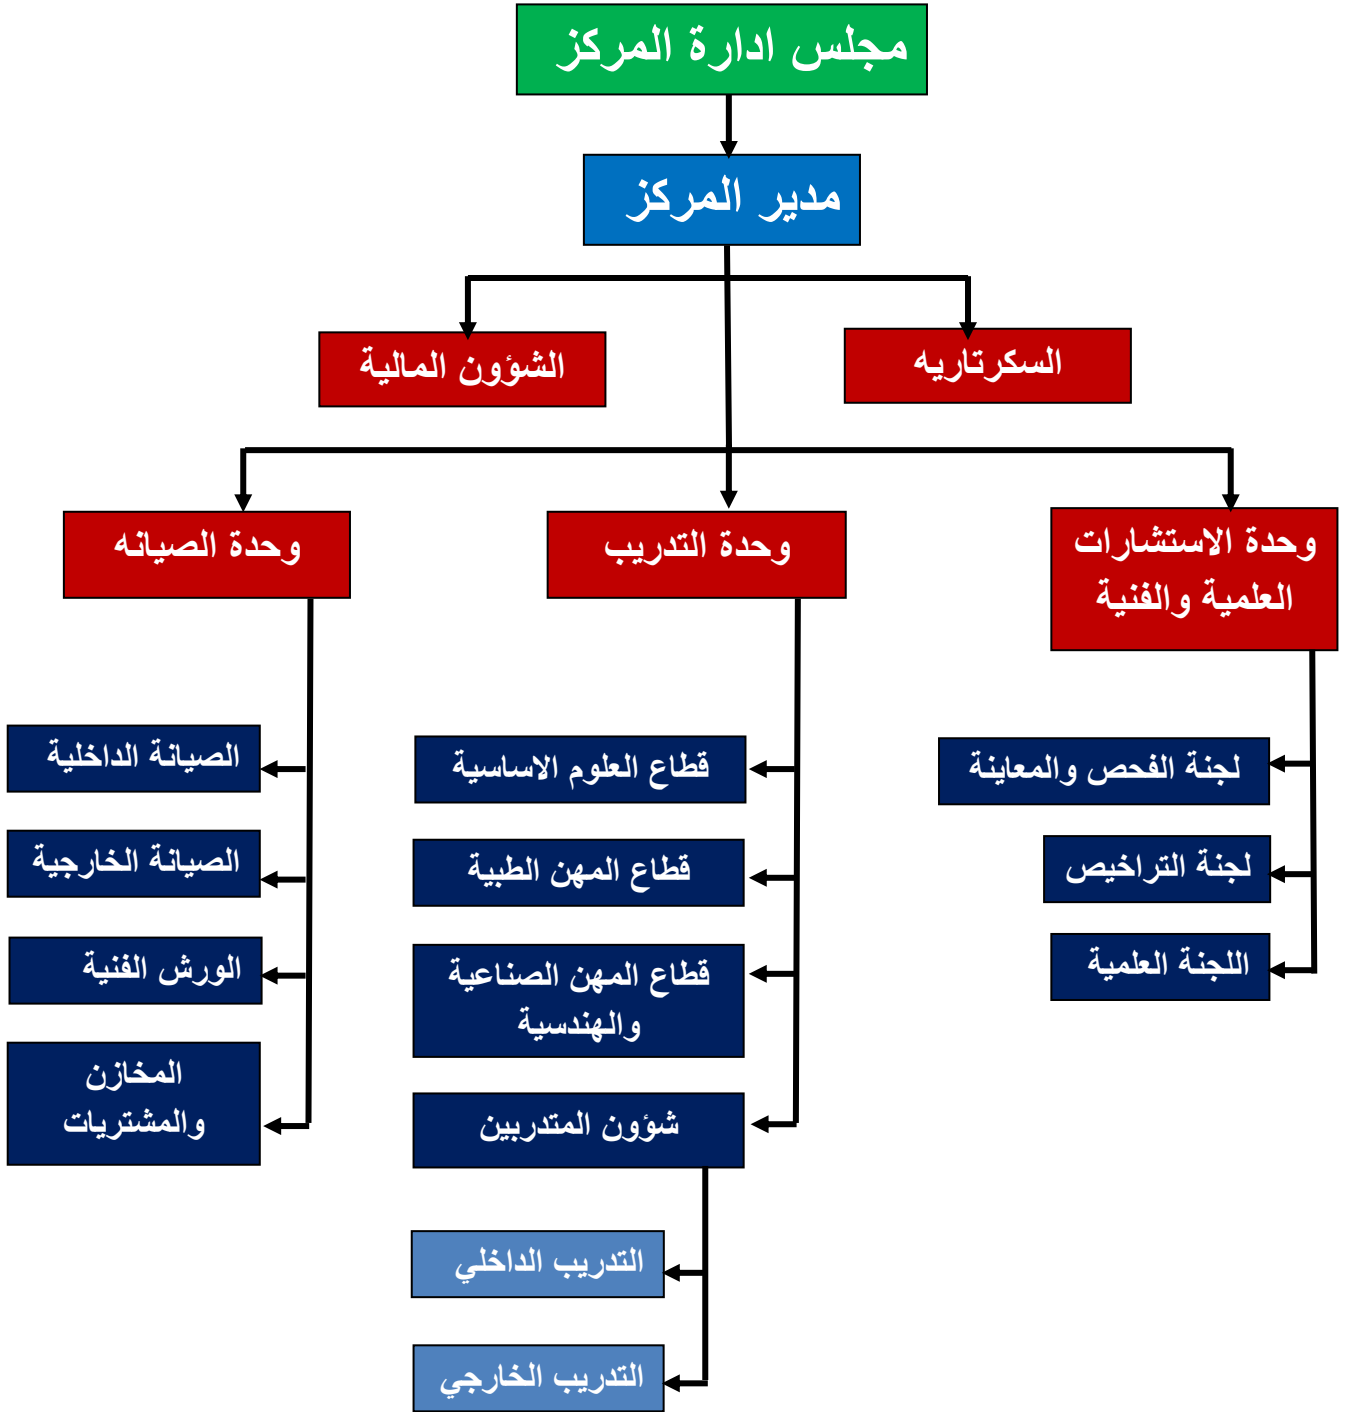 مجلس ادارة المركز
مدير المركز
السكرتاريه
الشؤون المالية
وحدة الاستشارات
العلمية والفنية
وحدة التدريب
وحدة الصيانه
لجنة الفحص والمعاينة
لجنة التراخيص
اللجنة العلمية
قطاع العلوم الاساسية
قطاع المهن الطبية
قطاع المهن الصناعية
والهندسية
شؤون المتدربين
التدريب الداخلي
التدريب الخارجي
الصيانة الداخلية
الصيانة الخارجية
الورش الفنية
المخازن
والمشتريات